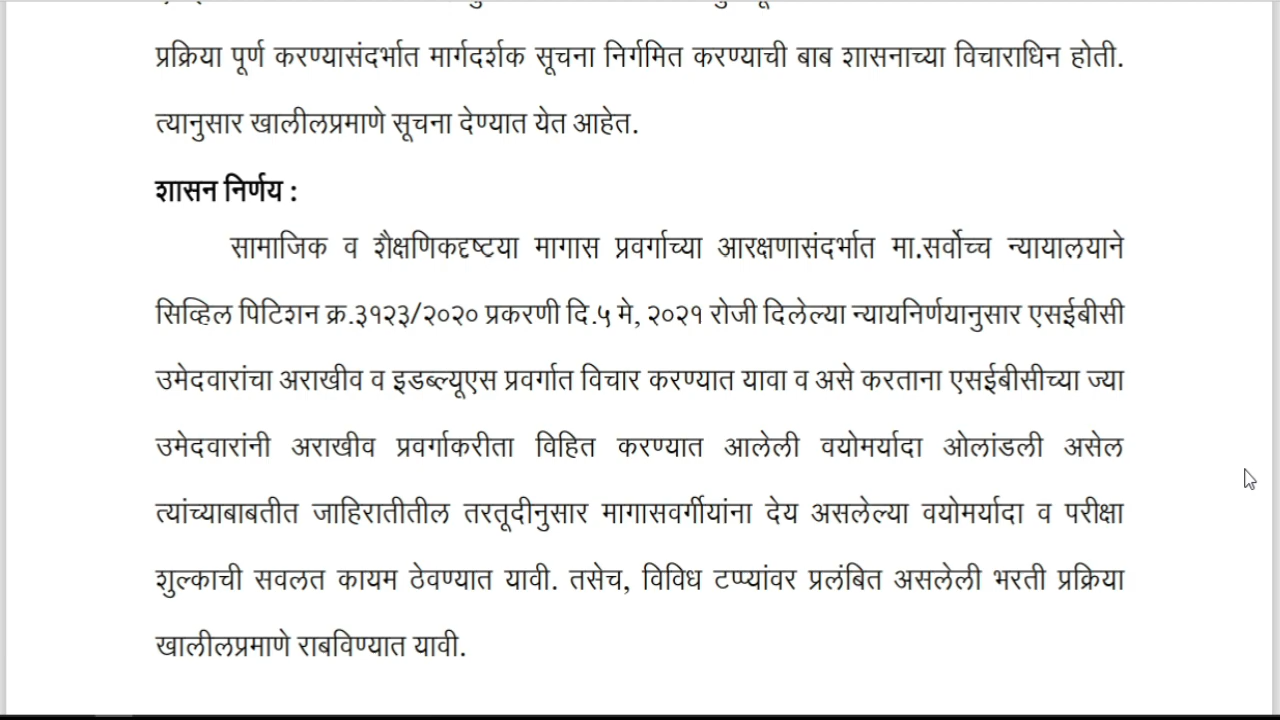 प्रक्रिया पूर्ण करण्यासंदर्भात मार्गदर्शक सूचना निर्गमित करण्याची बाब शासनाच्या विचाराधिन होती.
त्यानुसार खालीलप्रमाणे सूचना देण्यात येत आहेत.
शासन निर्णय :
सामाजिक व शैक्षणिकदृष्टया मागास प्रवर्गाच्या आरक्षणासंदर्भात मा.सर्वोच्च न्यायालयाने
सिव्हिल पिटिशन क्र.३१२३/२०२० प्रकरणी दि.५ मे, २०२१ रोजी दिलेल्या न्यायनिर्णयानुसार एसईबीसी
उमेदवारांचा अराखीव व इडब्ल्यूएस प्रवर्गात विचार करण्यात यावा व असे करताना एसईबीसीच्या ज्या
उमेदवारांनी अराखीव प्रवर्गाकरीता विहित करण्यात आलेली वयोमर्यादा ओलांडली असेल
त्यांच्याबाबतीत जाहिरातीतील तरतूदीनुसार मागासवर्गीयांना देय असलेल्या वयोमर्यादा व परीक्षा
शुल्काची सवलत कायम ठेवण्यात यावी. तसेच, विविध टप्प्यांवर प्रलंबित असलेली भरती प्रक्रिया
खालीलप्रमाणे राबविण्यात यावी.